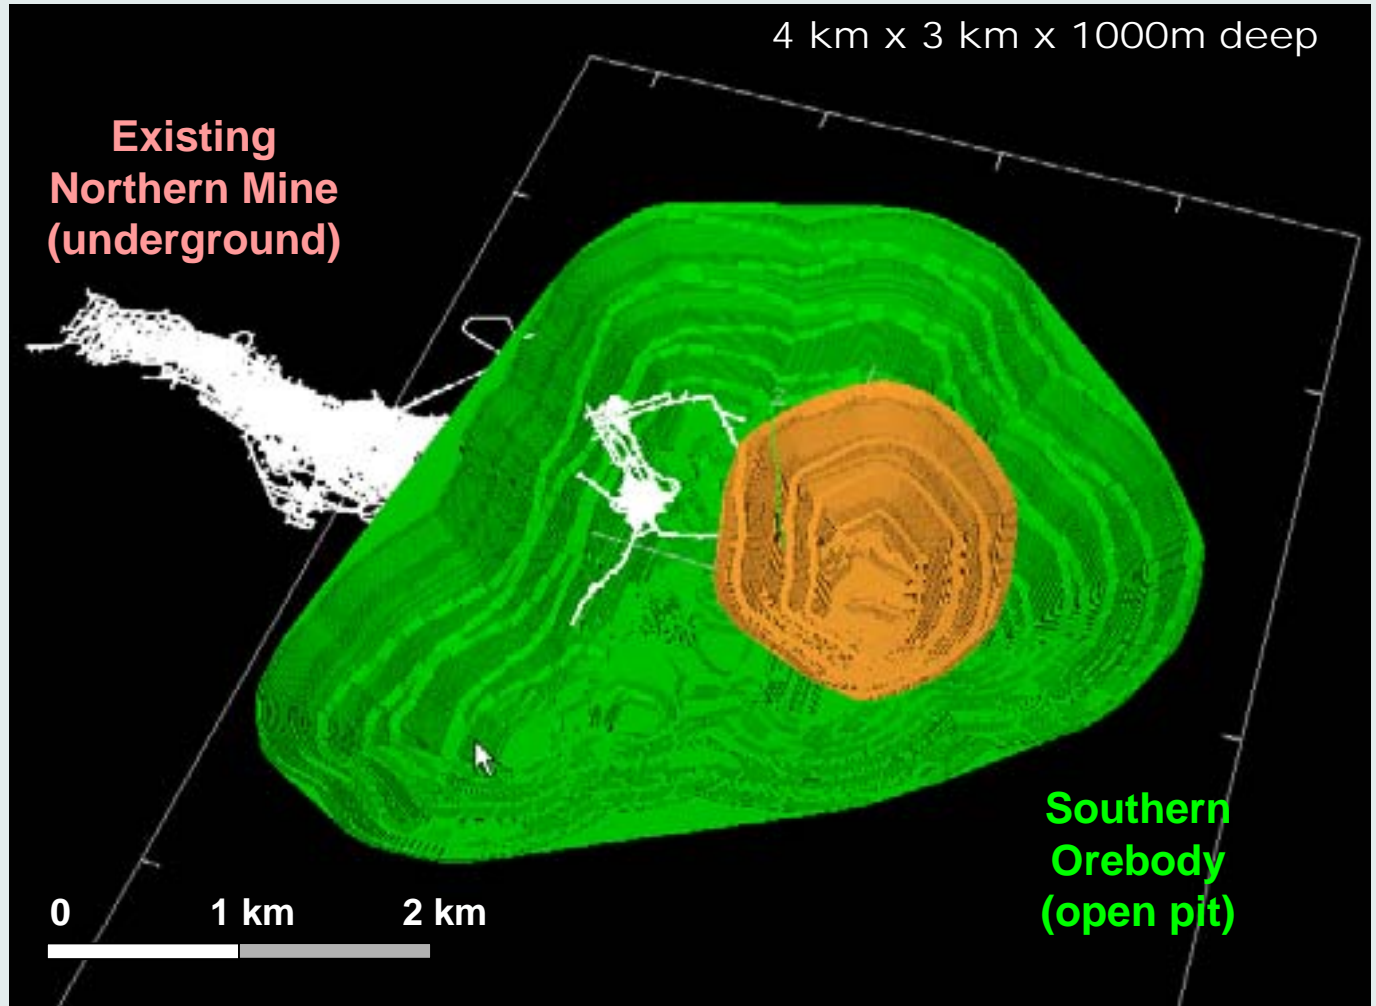 4 km x 3 km x 1000m deep
Existing
Northern Mine
(underground)
Southern
Orebody
(open pit)
0 1 km 2 km